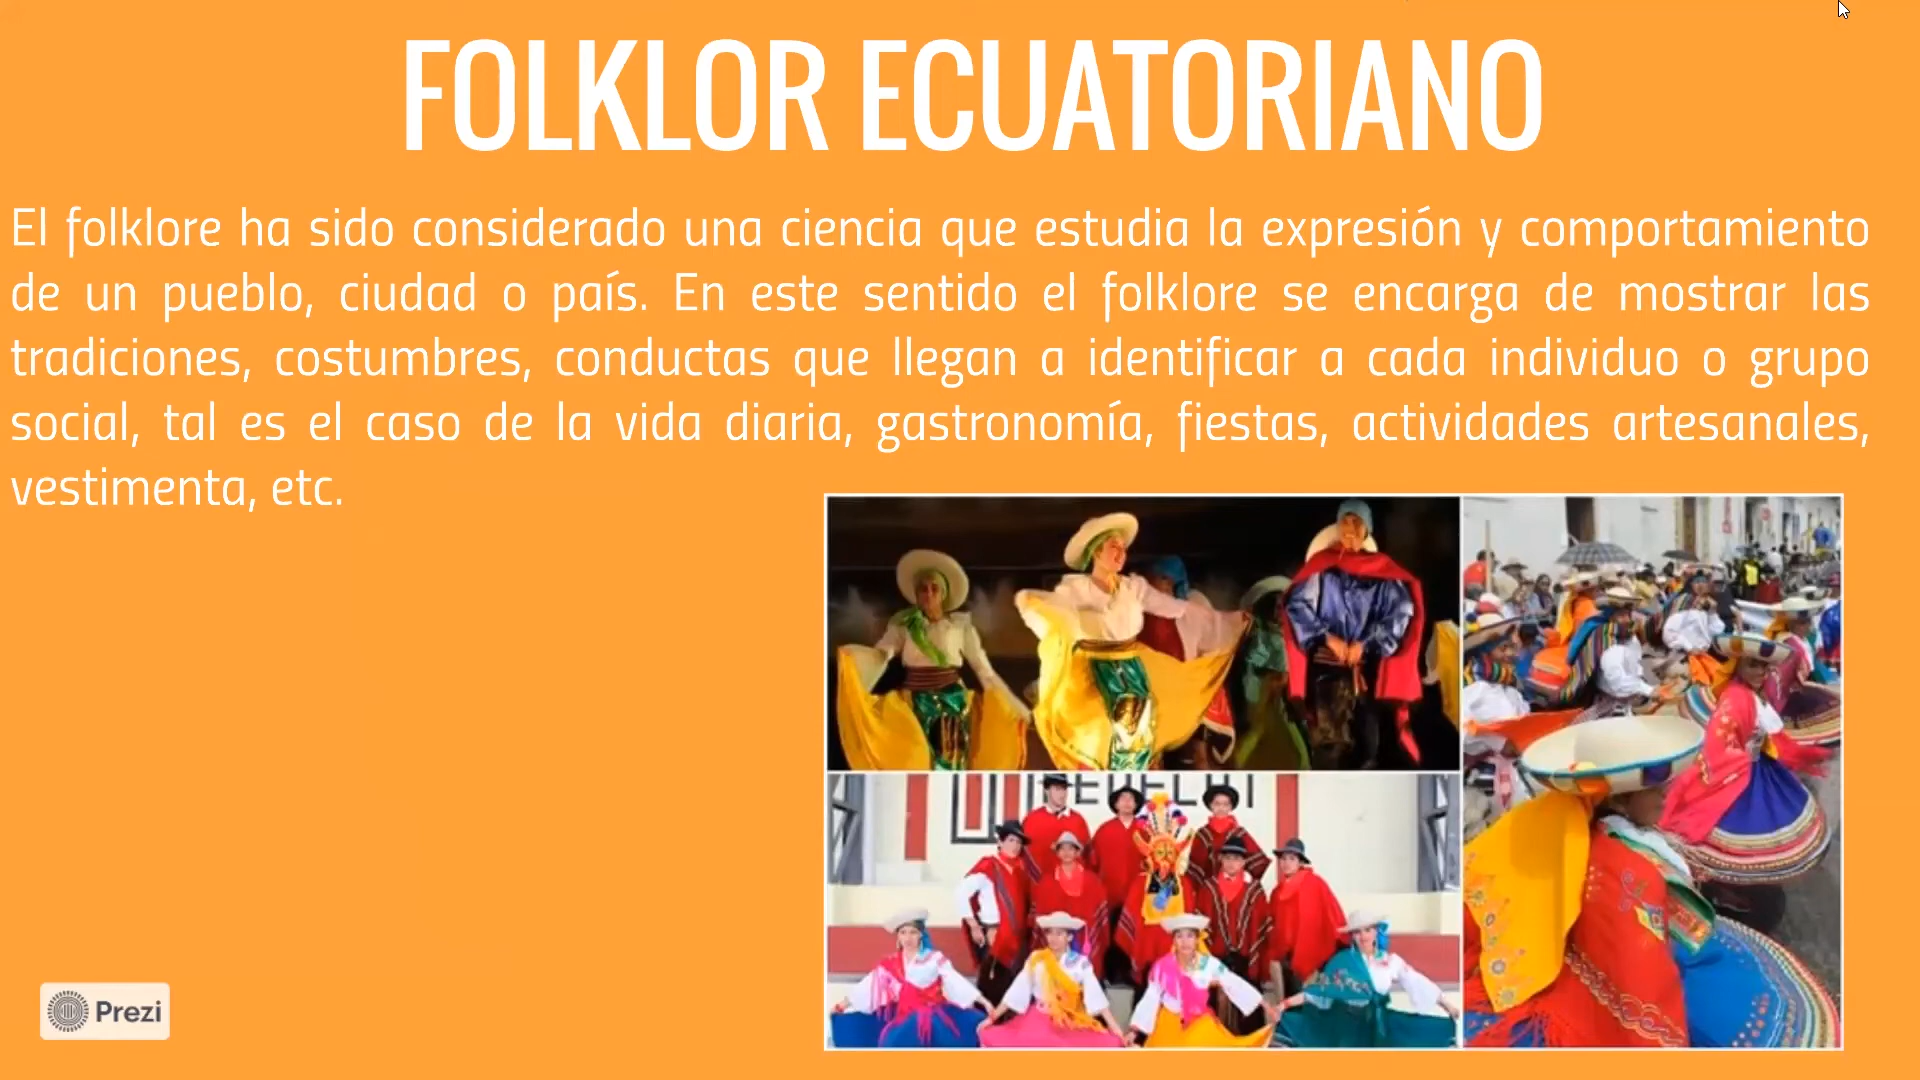 FOLKLOR ECUATORIANO
El folklore ha sido considerado una ciencia que estudia la expresión y comportamiento
de un pueblo, ciudad o país. En este sentido el folklore se encarga de mostrar las
tradiciones, costumbres, conductas que llegan a identificar a cada individuo o grupo
social, tal es el caso de la vida diaria, gastronomía, fiestas, actividades artesanales,
vestimenta, etc.
Prezi